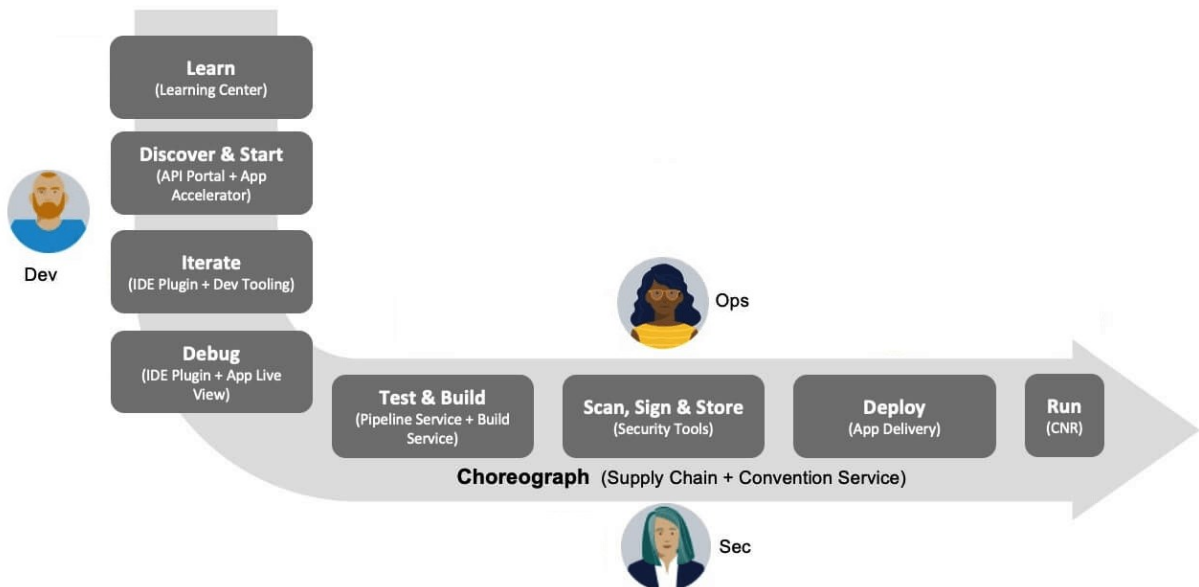 Learn
(Learning Center)
Discover & Start
(API Portal + App
Accelerator)
Dev
Iterate
(IDE Plugin + Dev Tooling)
Debug
(IDE Plugin + App Live
View)
Ops
Test & Build
(Pipeline Service + Build
Service)
Scan, Sign & Store
(Security Tools)
Deploy
(App Delivery)
Run
(CNR)
Choreograph (Supply Chain + Convention Service)
Sec